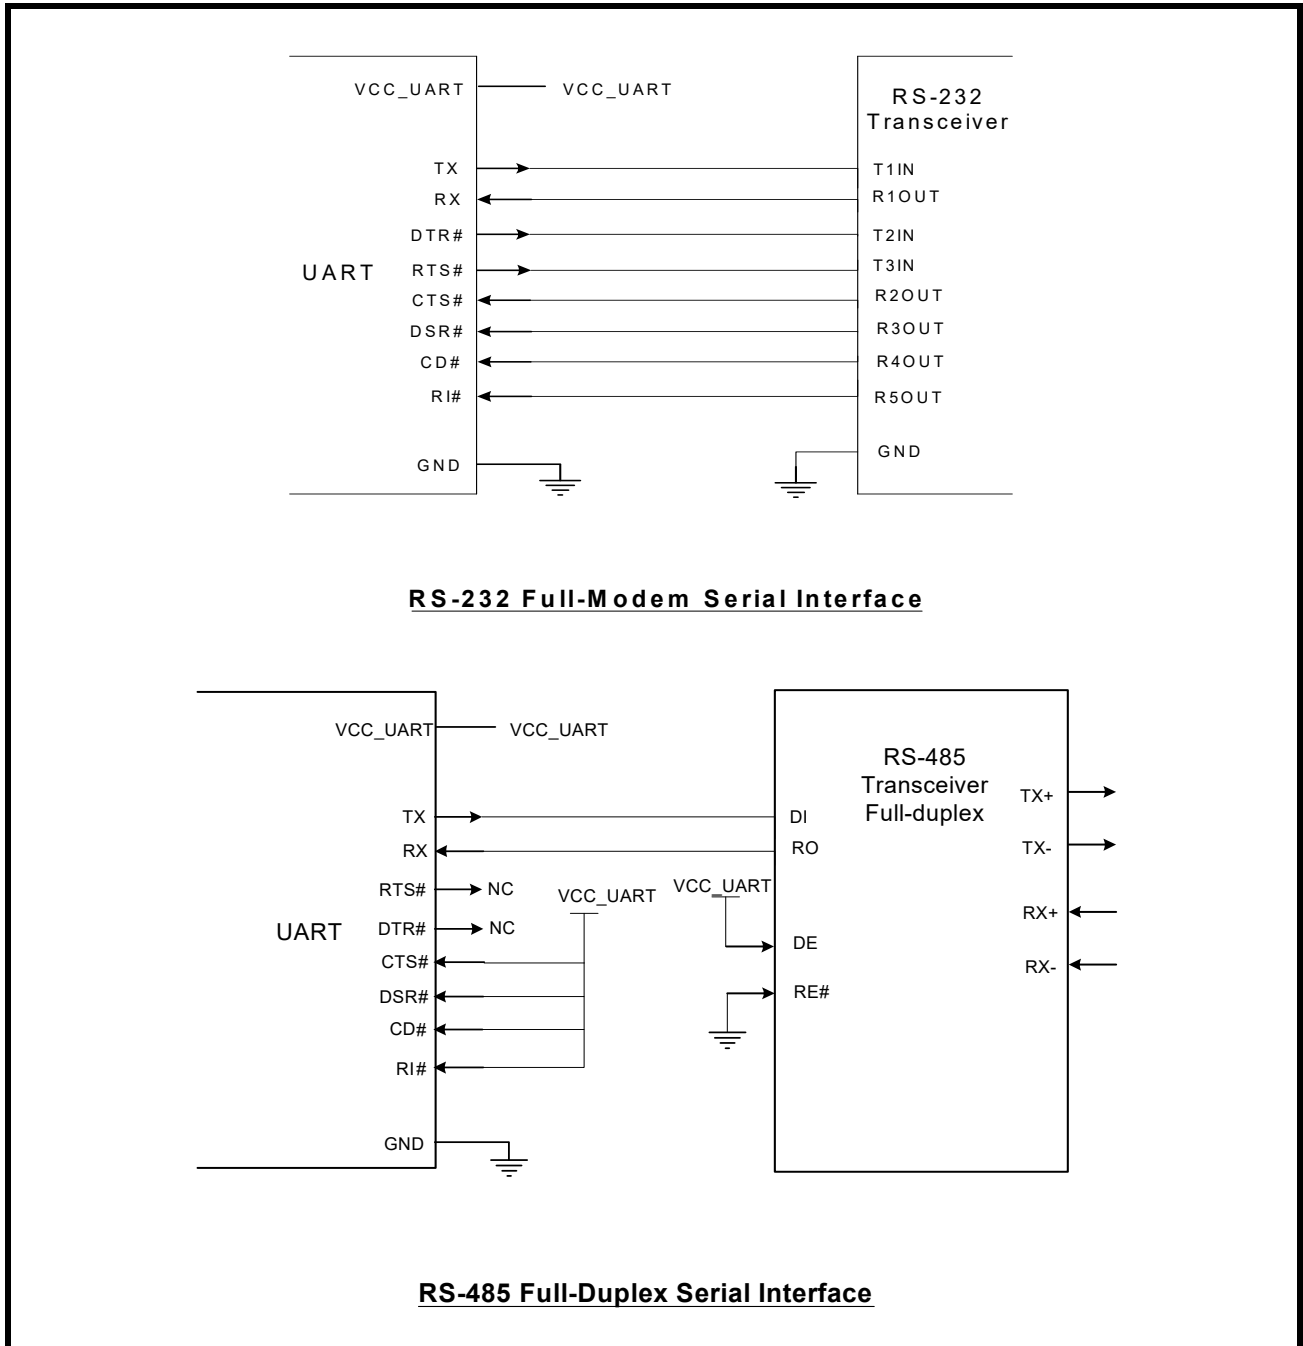 VCC_UART
VCC_UART
RS-232
Transceiver
TX
T1IN
RX
R1OUT
DTR#
T2IN
UART
RTS#
T3IN
CTS#
R2OUT
DSR#
R3OUT
CD#
R4OUT
RI#
R5OUT
GND
GND
RS-232 Full-Modem Serial Interface
VCC_UART
VCC_UART
RS-485
Transceiver
Full-duplex
TX+
TX
DI
RX
RO
TX-
RTS#
NC
VCC_UART
VCC_UART
RX+
UART
DTR#
NC
DE
CTS#
RX-
DSR#
RE#
CD#
RI#
GND
RS-485 Full-Duplex Serial Interface